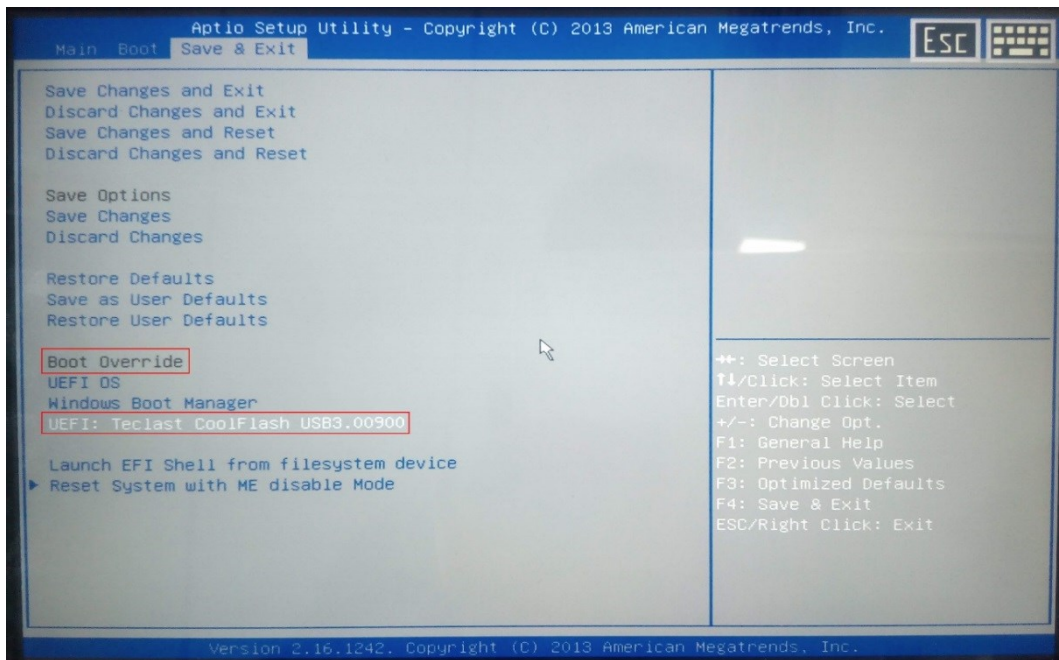 Aptio Setup Utility – Copyright (C) 2013 American Megatrends, Inc.
Main Boot Save & Exit
Esc
Save Changes and Exit
Discard Changes and Exit
Save Changes and Reset
Discard Changes and Reset
Save Options
Save Changes
Discard Changes
Restore Defaults
Save as User Defaults
Restore User Defaults
Boot Override
UEFI OS
Windows Boot Manager
UEFI: Teclast CoolFlash USB3.00900
Launch EFI Shell from filesystem device
Reset System with ME disable Mode
→←: Select Screen
↑↓/Click: Select Item
Enter/Dbl Click: Select
+/-: Change Opt.
F1: General Help
F2: Previous Values
F3: Optimized Defaults
F4: Save & Exit
ESC/Right Click: Exit
Version 2.16.1242. Copyright (C) 2013 American Megatrends, Inc.